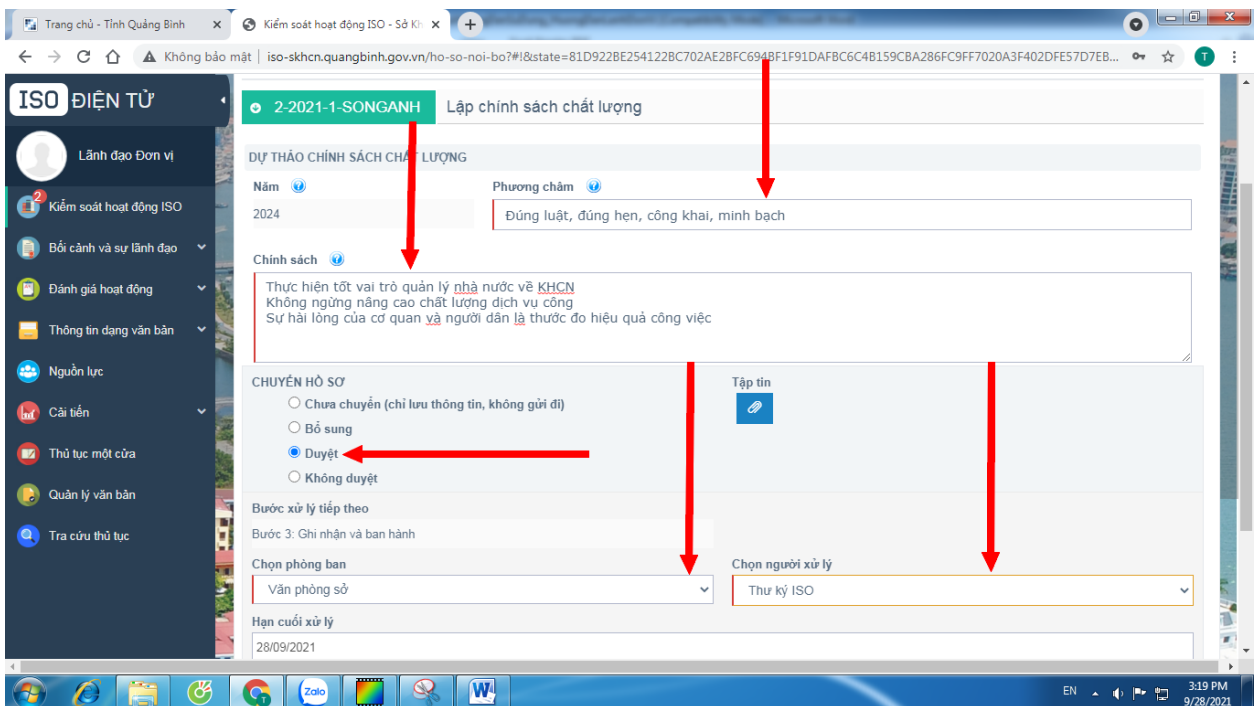 Trang chủ - Tỉnh Quảng Bình
Kiểm soát hoạt động ISO - Sở Kh
Không bảo mật | iso-skhcn.quangbinh.gov.vn/ho-so-noi-bo?#!&state=81D922BE254122BC702AE2BFC694BF1F91DAFBC6C4B159CBA286FC9FF7020A3F402DFE57D7EB...
T
ISO ĐIỆN TỬ
2-2021-1-SONGANH Lập chính sách chất lượng
Lãnh đạo Đơn vị
2
Kiểm soát hoạt động ISO
Bối cảnh và sự lãnh đạo
Đánh giá hoạt động
Thông tin dạng văn bản
Nguồn lực
Cải tiến
Thủ tục một cửa
Quản lý văn bản
Tra cứu thủ tục
DỰ THẢO CHÍNH SÁCH CHẤT LƯỢNG
Năm Phương châm
2024 Đúng luật, đúng hẹn, công khai, minh bạch
Chính sách
Thực hiện tốt vai trò quản lý nhà nước về KHCN
Không ngừng nâng cao chất lượng dịch vụ công
Sự hài lòng của cơ quan và người dân là thước đo hiệu quả công việc
CHUYỂN HỒ SƠ Tập tin
Chưa chuyển (chỉ lưu thông tin, không gửi đi)
Bổ sung
Duyệt
Không duyệt
Bước xử lý tiếp theo
Bước 3: Ghi nhận và ban hành
Chọn phòng ban Chọn người xử lý
Văn phòng sở Thư ký ISO
Hạn cuối xử lý
28/09/2021
Zalo
W
EN
3:19 PM
9/28/2021